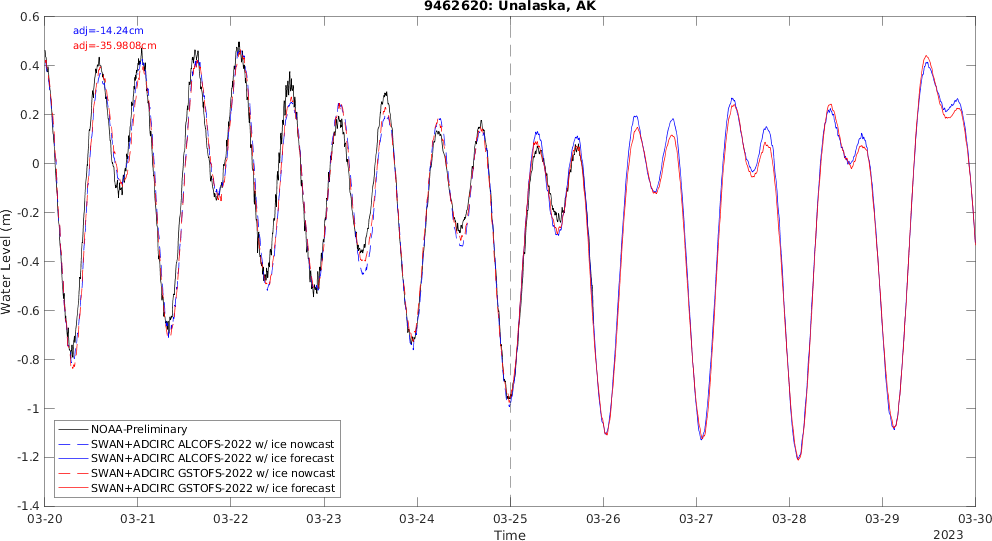 9462620: Unalaska, AK
adj=-14.24cm
adj=-35.9808cm
0.6
0.4
0.2
0
-0.2
-0.4
-0.6
-0.8
-1
-1.2
-1.4
Water Level (m)
NOAA-Preliminary
SWAN+ADCIRC ALCOFS-2022 w/ ice nowcast
SWAN+ADCIRC ALCOFS-2022 w/ ice forecast
SWAN+ADCIRC GSTOFS-2022 w/ ice nowcast
SWAN+ADCIRC GSTOFS-2022 w/ ice forecast
03-20 03-21 03-22 03-23 03-24 03-25 03-26 03-27 03-28 03-29 03-30
Time
2023